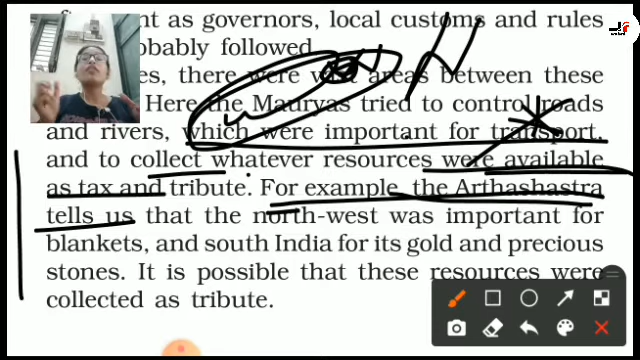 as governors, local customs and rules
probably followed.
there were vast areas between these
Here the Mauryas tried to control roads
and rivers, which were important for transport,
and to collect whatever resources were available
as tax and tribute. For example, the Arthashastra
tells us that the north-west was important for
blankets, and south India for its gold and precious
stones. It is possible that these resources were
collected as tribute.